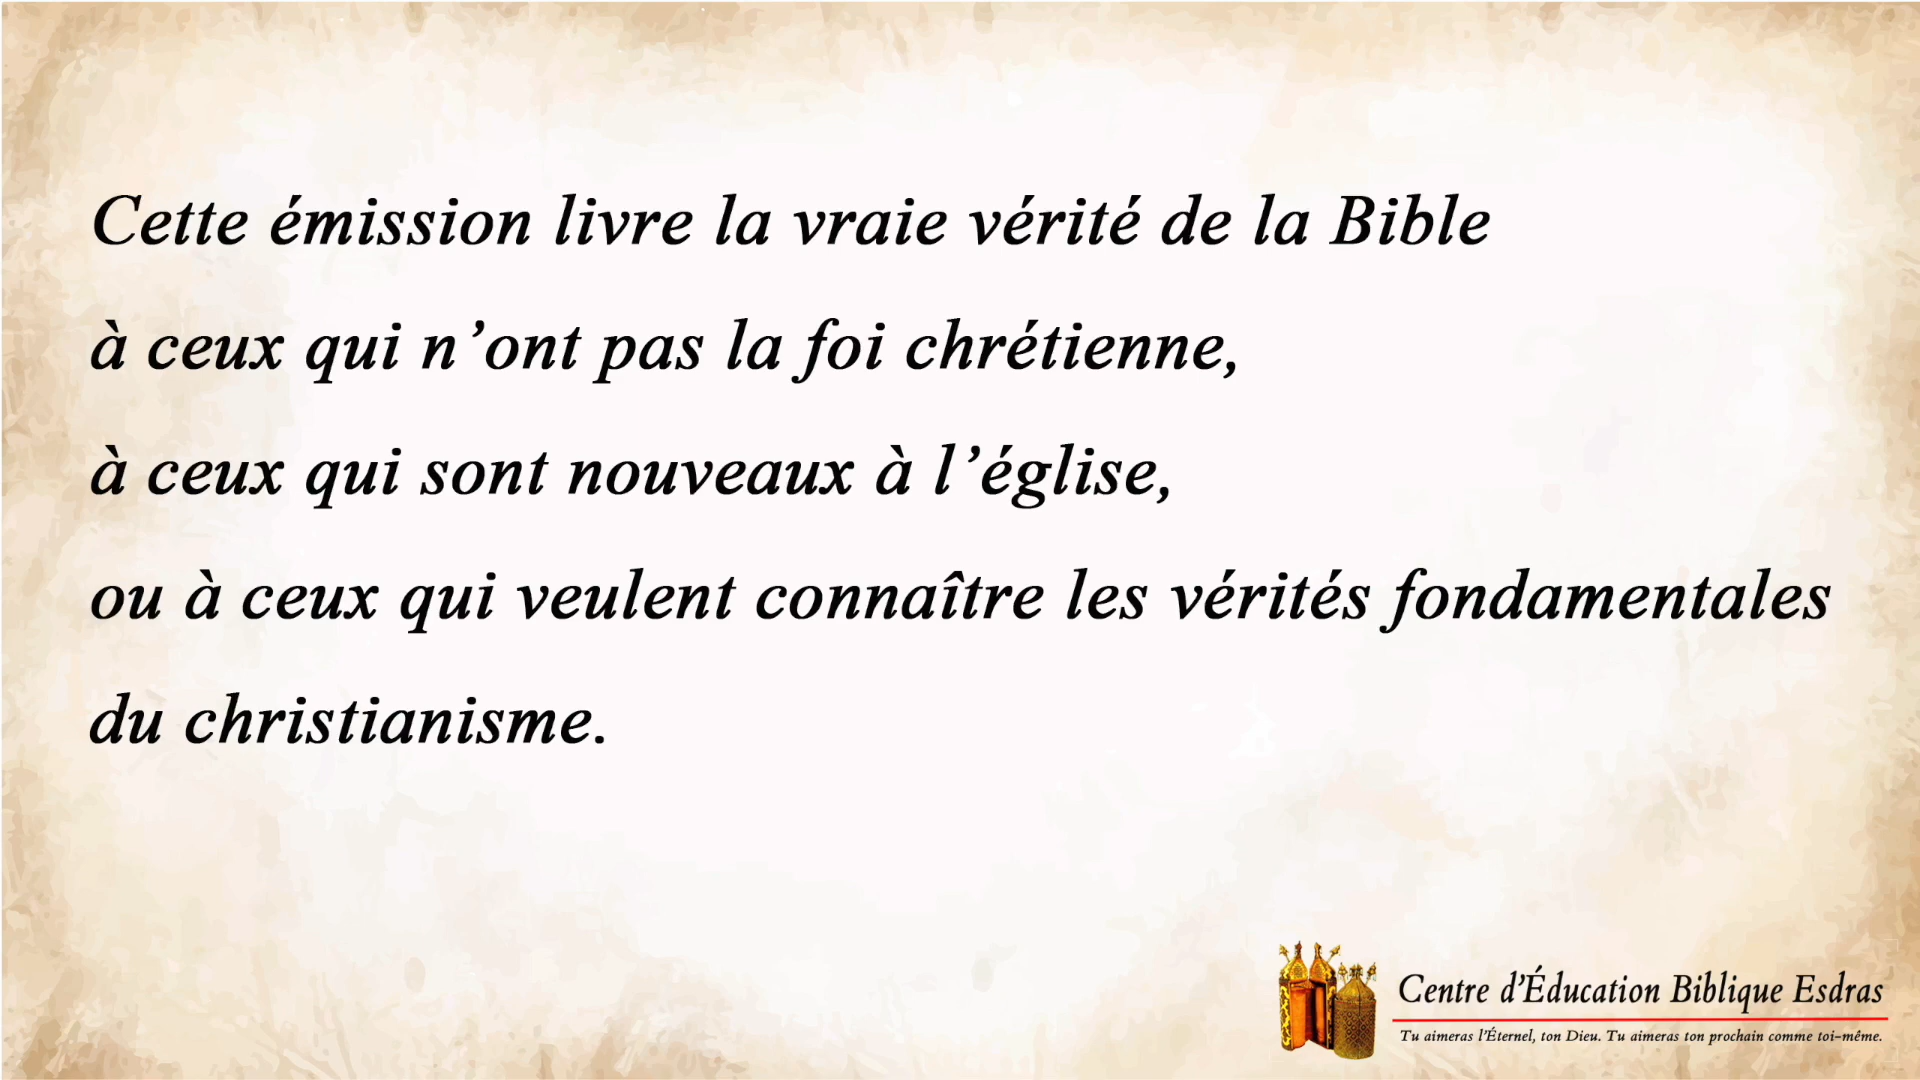 Cette émission livre la vraie vérité de la Bible
à ceux qui n’ont pas la foi chrétienne,
à ceux qui sont nouveaux à l’église,
ou à ceux qui veulent connaître les vérités fondamentales
du christianisme.
Centre d’Éducation Biblique Esdras
Tu aimeras l’Éternel, ton Dieu. Tu aimeras ton prochain comme toi-même.